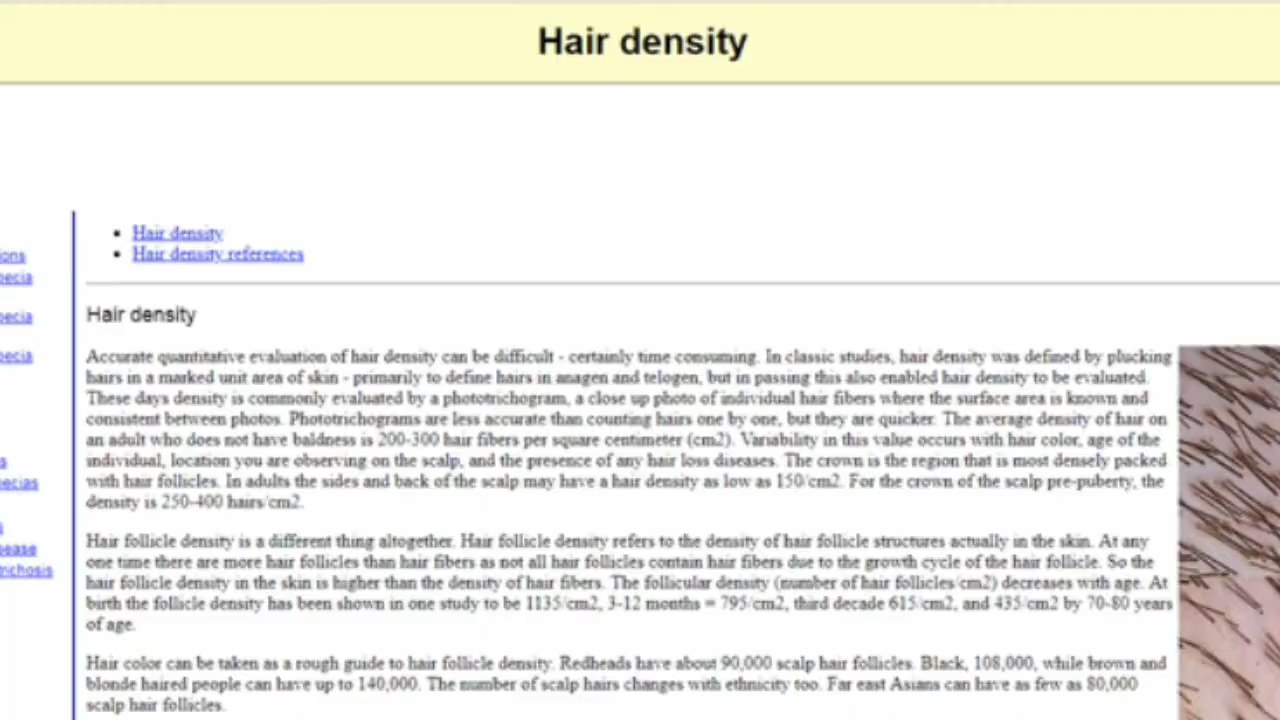 Hair density
Hair density
Hair density references
ions
pecia
pecia
pecia
s
pecias
ease
trichosis
Hair density
Accurate quantitative evaluation of hair density can be difficult - certainly time consuming. In classic studies, hair density was defined by plucking
hairs in a marked unit area of skin - primarily to define hairs in anagen and telogen, but in passing this also enabled hair density to be evaluated.
These days density is commonly evaluated by a phototrichogram, a close up photo of individual hair fibers where the surface area is known and
consistent between photos. Phototrichograms are less accurate than counting hairs one by one, but they are quicker. The average density of hair on
an adult who does not have baldness is 200-300 hair fibers per square centimeter (cm2). Variability in this value occurs with hair color, age of the
individual, location you are observing on the scalp, and the presence of any hair loss diseases. The crown is the region that is most densely packed
with hair follicles. In adults the sides and back of the scalp may have a hair density as low as 150/cm2. For the crown of the scalp pre-puberty, the
density is 250-400 hairs/cm2.
Hair follicle density is a different thing altogether. Hair follicle density refers to the density of hair follicle structures actually in the skin. At any
one time there are more hair follicles than hair fibers as not all hair follicles contain hair fibers due to the growth cycle of the hair follicle. So the
hair follicle density in the skin is higher than the density of hair fibers. The follicular density (number of hair follicles/cm2) decreases with age. At
birth the follicle density has been shown in one study to be 1135/cm2, 3-12 months = 795/cm2, third decade 615/cm2, and 435/cm2 by 70-80 years
of age.
Hair color can be taken as a rough guide to hair follicle density. Redheads have about 90,000 scalp hair follicles. Black, 108,000, while brown and
blonde haired people can have up to 140,000. The number of scalp hairs changes with ethnicity too. Far east Asians can have as few as 80,000
scalp hair follicles.